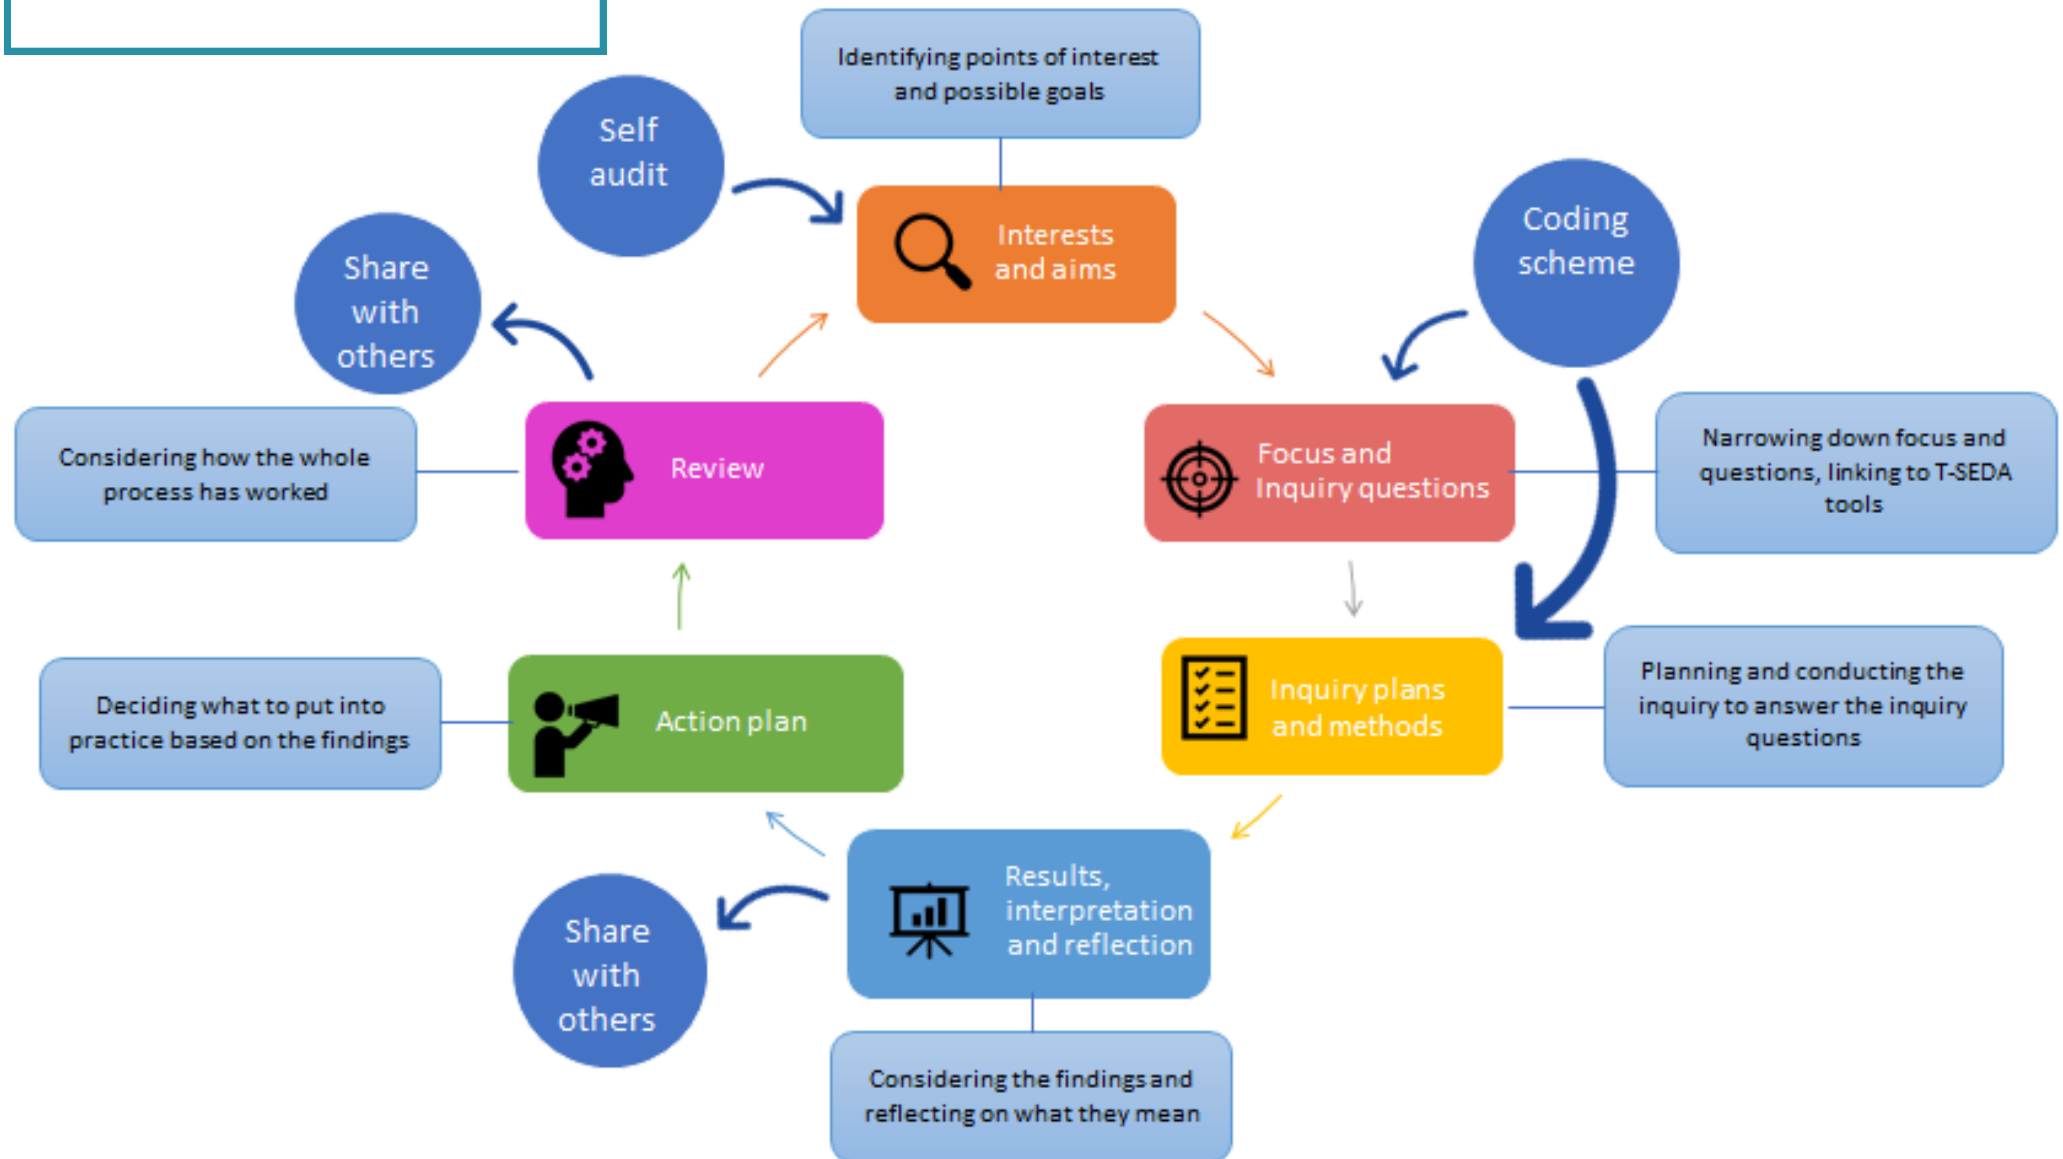 Identifying points of interest
and possible goals
Self
audit
Interests
and aims
Coding
scheme
Share
with
others
Considering how the whole
process has worked
Review
Focus and
Inquiry questions
Narrowing down focus and
questions, linking to T-SEDA
tools
Deciding what to put into
practice based on the findings
Action plan
Inquiry plans
and methods
Planning and conducting the
inquiry to answer the inquiry
questions
Results,
interpretation
and reflection
Share
with
others
Considering the findings and
reflecting on what they mean